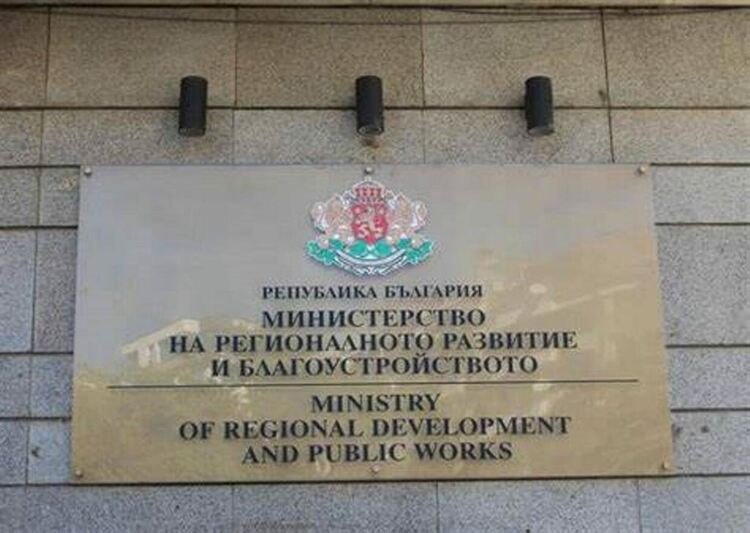 РЕПУБЛИКА БЪЛГАРИЯ
МИНИСТЕРСТВО
НА РЕГИОНАЛНОТО РАЗВИТИЕ
И БЛАГОУСТРОЙСТВОТО
MINISTRY
OF REGIONAL DEVELOPMENT
AND PUBLIC WORKS